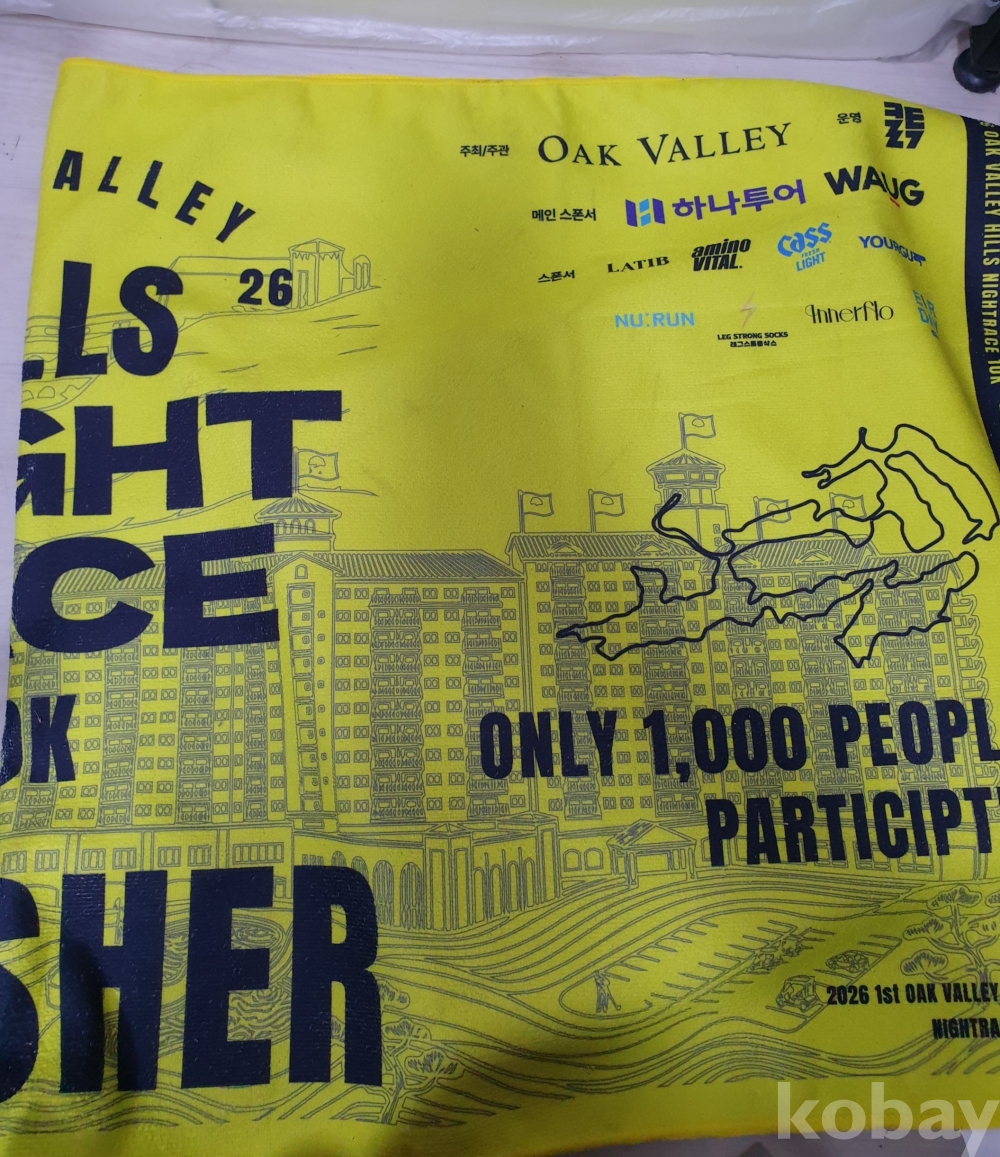 ALLEY
LLS 26
GHT
CE
0K
SHER
주최/주관 OAK VALLEY 운영
메인 스폰서 하나투어 WAUG
스폰서 LATIB amino VITAL. Cass FRESH LIGHT YOURGURT
NU:RUN LEG STRONG SOCKS 레그스트롱삭스 Innerflo
OAK VALLEY HILLS NIGHTRACE 10K
ONLY 1,000 PEOPL
PARTICIPT
2026 1st OAK VALLEY
NIGHTRA
kobay